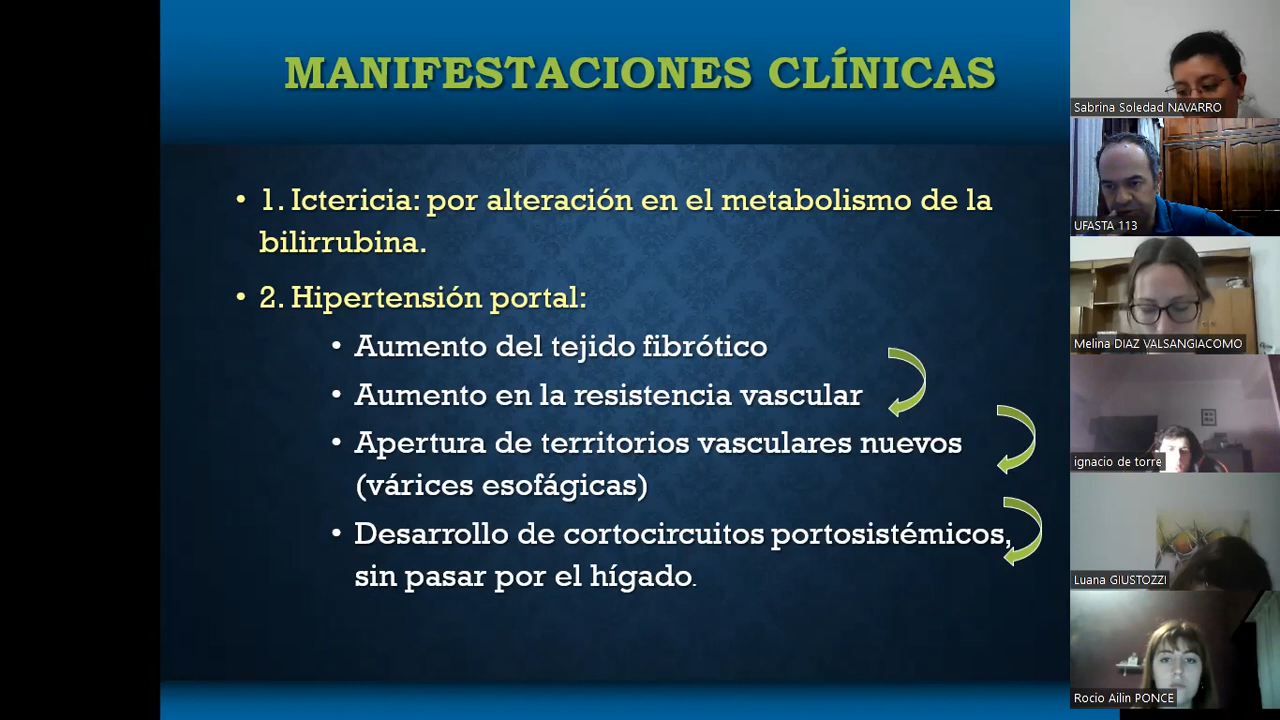 MANIFESTACIONES CLÍNICAS
• 1. Ictericia: por alteración en el metabolismo de la
bilirrubina.
• 2. Hipertensión portal:
• Aumento del tejido fibrótico
• Aumento en la resistencia vascular
• Apertura de territorios vasculares nuevos
(várices esofágicas)
• Desarrollo de cortocircuitos portosistémicos,
sin pasar por el hígado.
Sabrina Soledad NAVARRO
UFASTA 113
Melina DIAZ VALSANGIACOMO
ignacio de torre
Luana GIUSTOZZI
Rocio Ailin PONCE